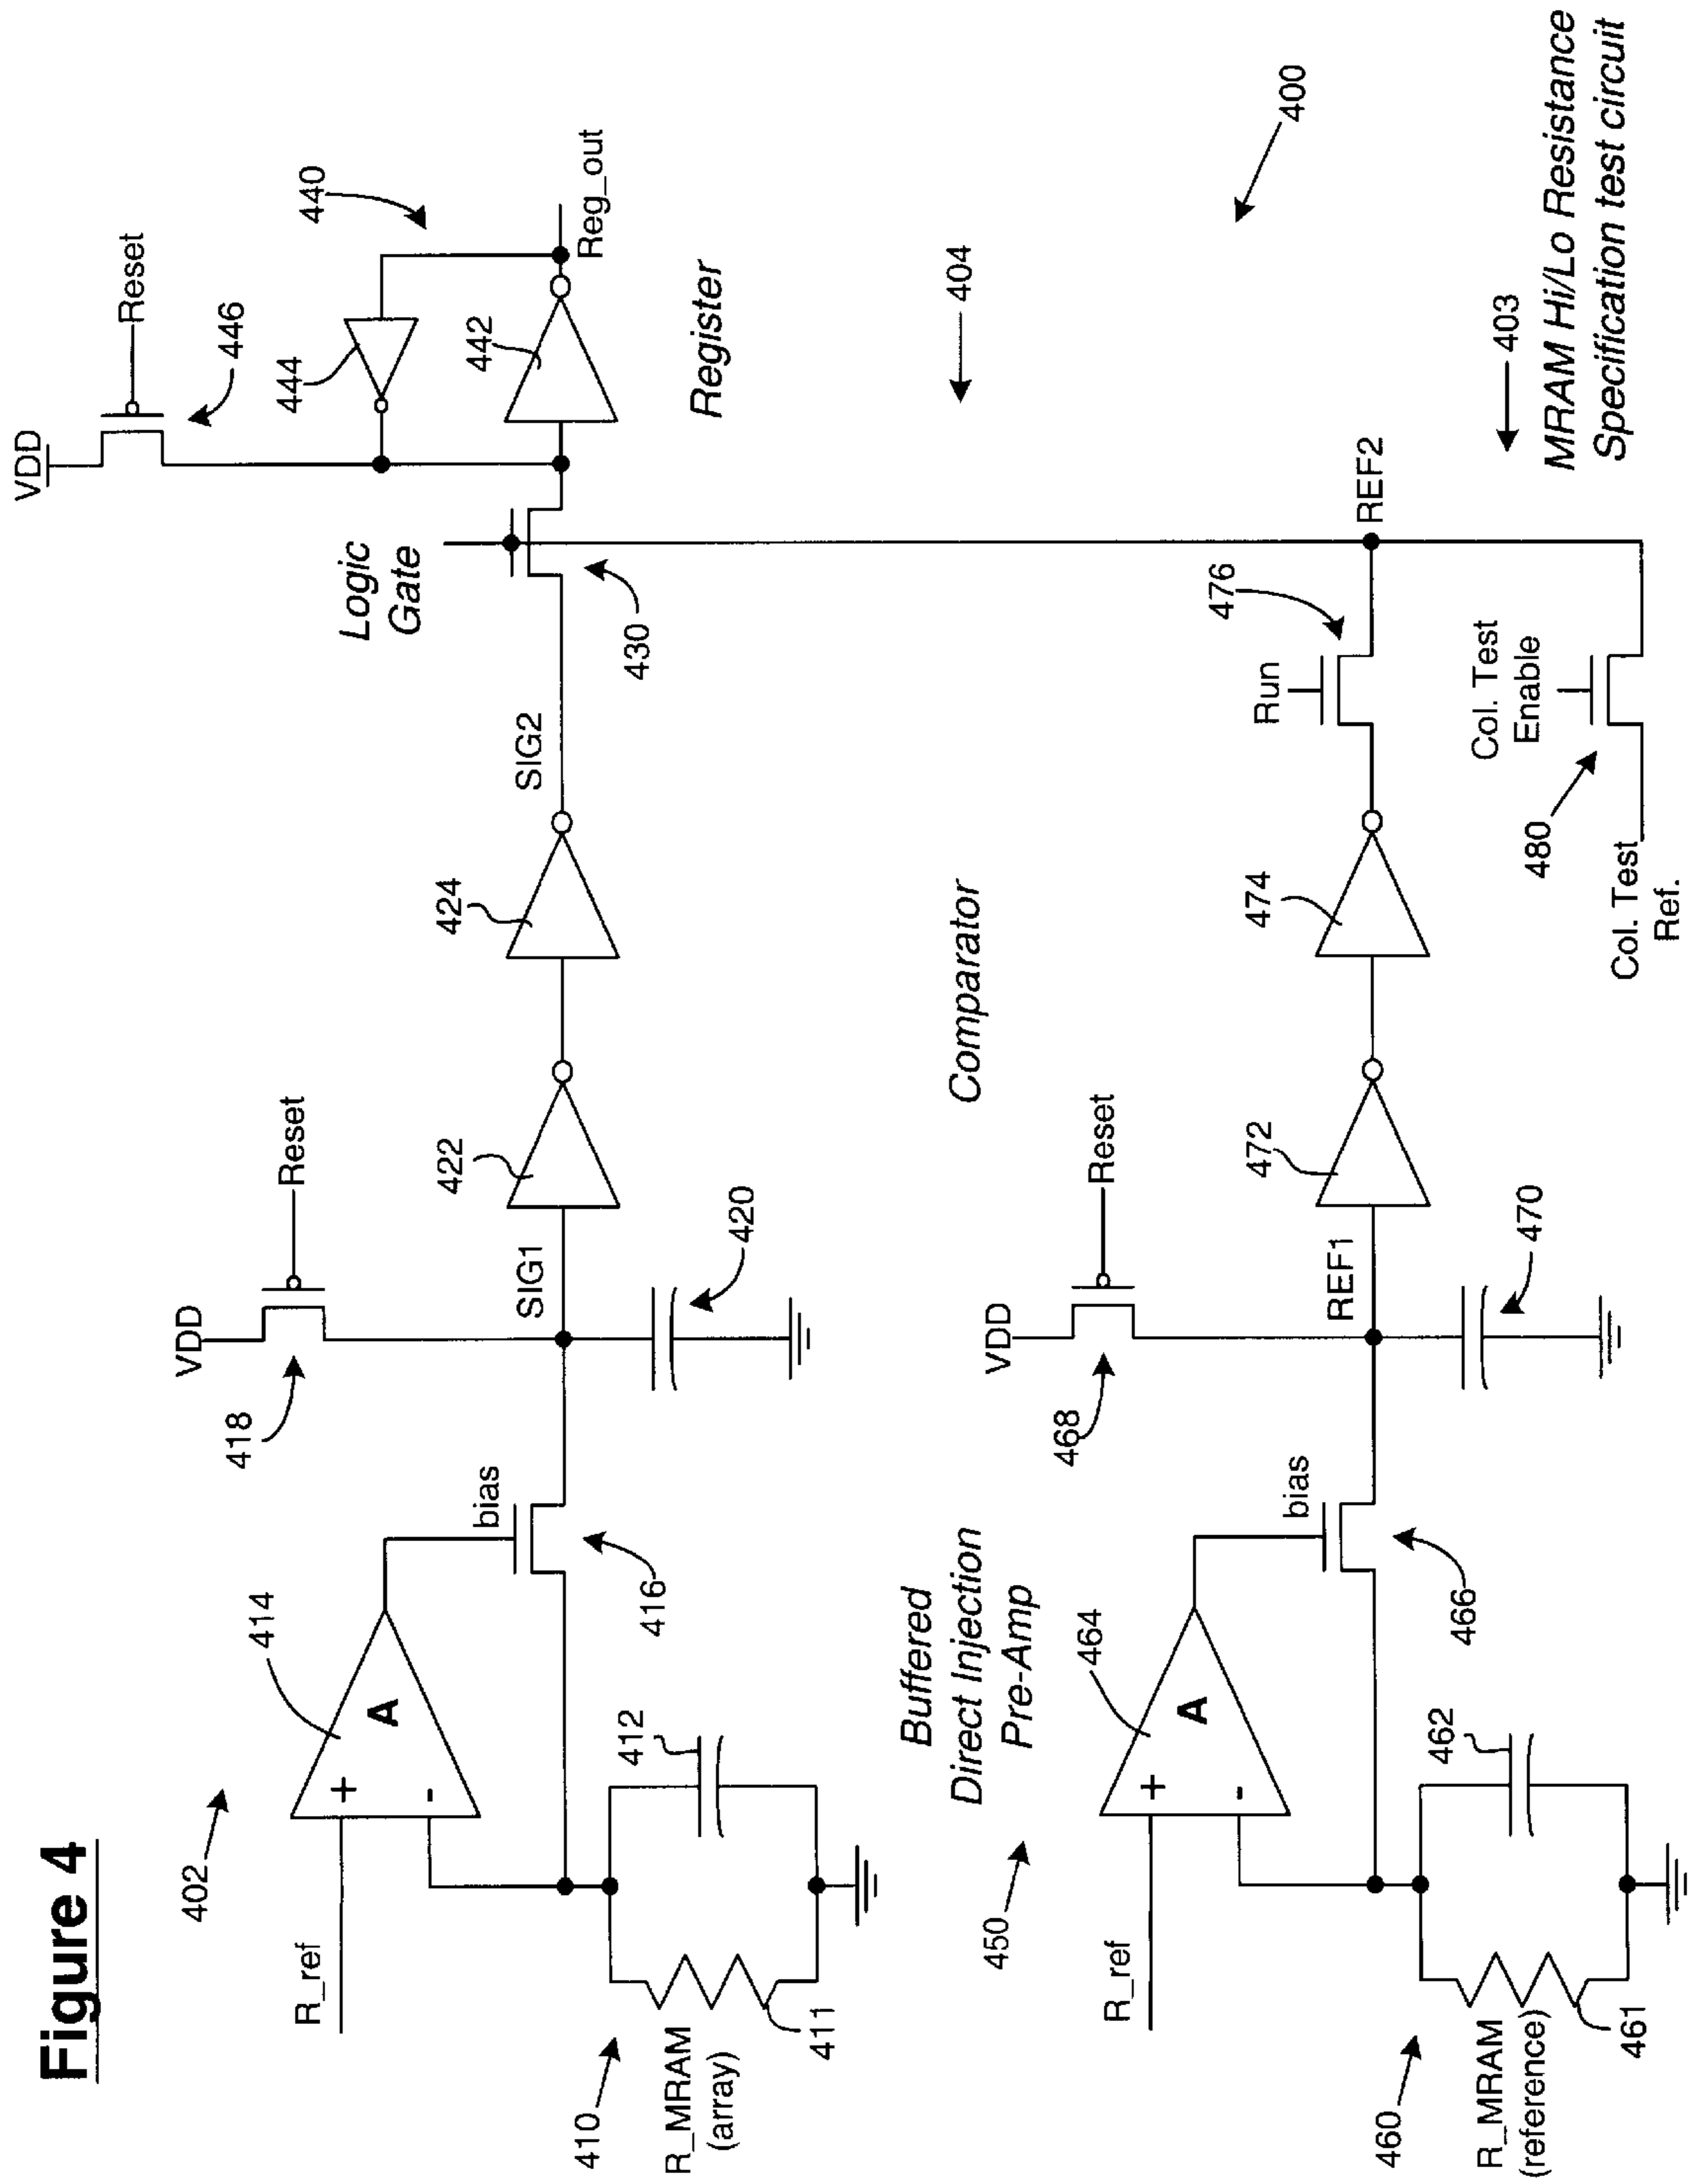 Figure 4
402
R_ref
+
-
A
414
bias
416
410
R_MRAM
(array)
411
412
VDD
418
Reset
SIG1
420
422
424
SIG2
Logic
Gate
430
VDD
Reset
446
444
442
440
Reg_out
Register
404
400
Buffered
Direct Injection
Pre-Amp
Comparator
450
R_ref
+
-
A
464
bias
466
460
R_MRAM
(reference)
461
462
VDD
468
Reset
REF1
470
472
474
Run
476
REF2
Col. Test
Enable
480
Col. Test
Ref.
403
MRAM Hi/Lo Resistance
Specification test circuit